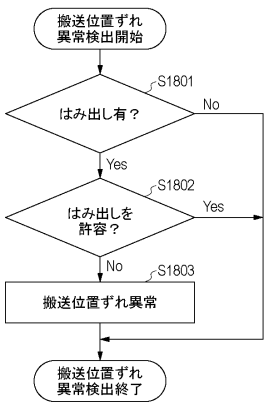 搬送位置ずれ
異常検出開始
S1801
はみ出し有？
No
Yes
S1802
はみ出しを
許容？
Yes
No
S1803
搬送位置ずれ異常
搬送位置ずれ
異常検出終了